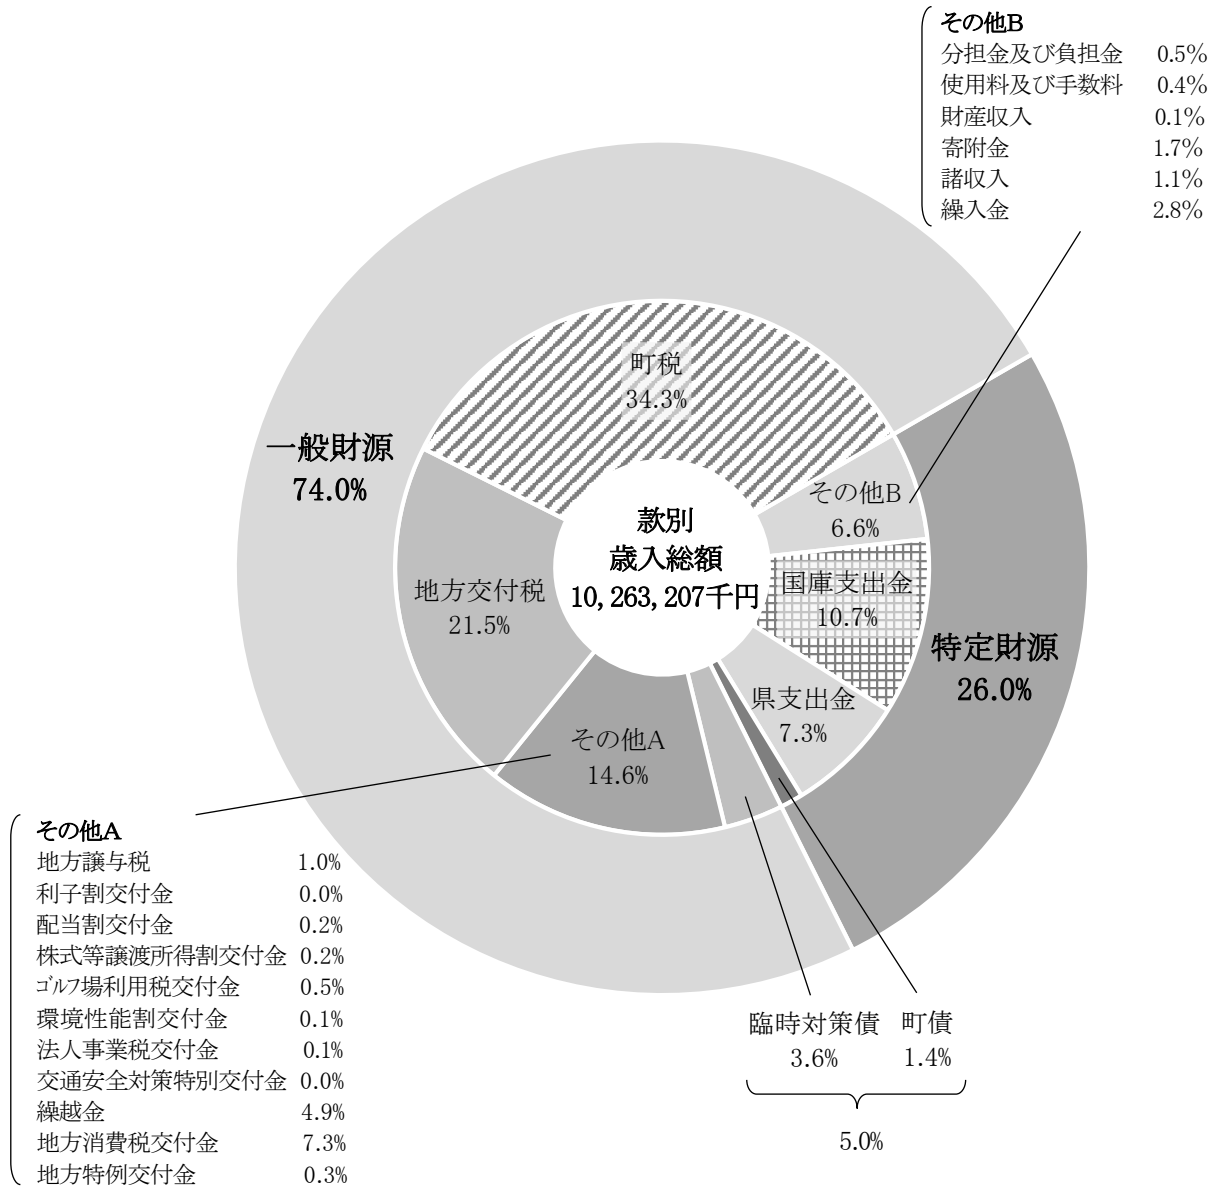 その他B
分担金及び負担金 0.5%
使用料及び手数料 0.4%
財産収入 0.1%
寄附金 1.7%
諸収入 1.1%
繰入金 2.8%
町税
34.3%
一般財源
74.0%
その他B
6.6%
款別
歳入総額
10,263,207千円
国庫支出金
10.7%
地方交付税
21.5%
特定財源
26.0%
県支出金
7.3%
その他A
14.6%
その他A
地方譲与税 1.0%
利子割交付金 0.0%
配当割交付金 0.2%
株式等譲渡所得割交付金 0.2%
ゴルフ場利用税交付金 0.5%
環境性能割交付金 0.1%
法人事業税交付金 0.1%
交通安全対策特別交付金 0.0%
繰越金 4.9%
地方消費税交付金 7.3%
地方特例交付金 0.3%
臨時対策債 町債
3.6% 1.4%
5.0%